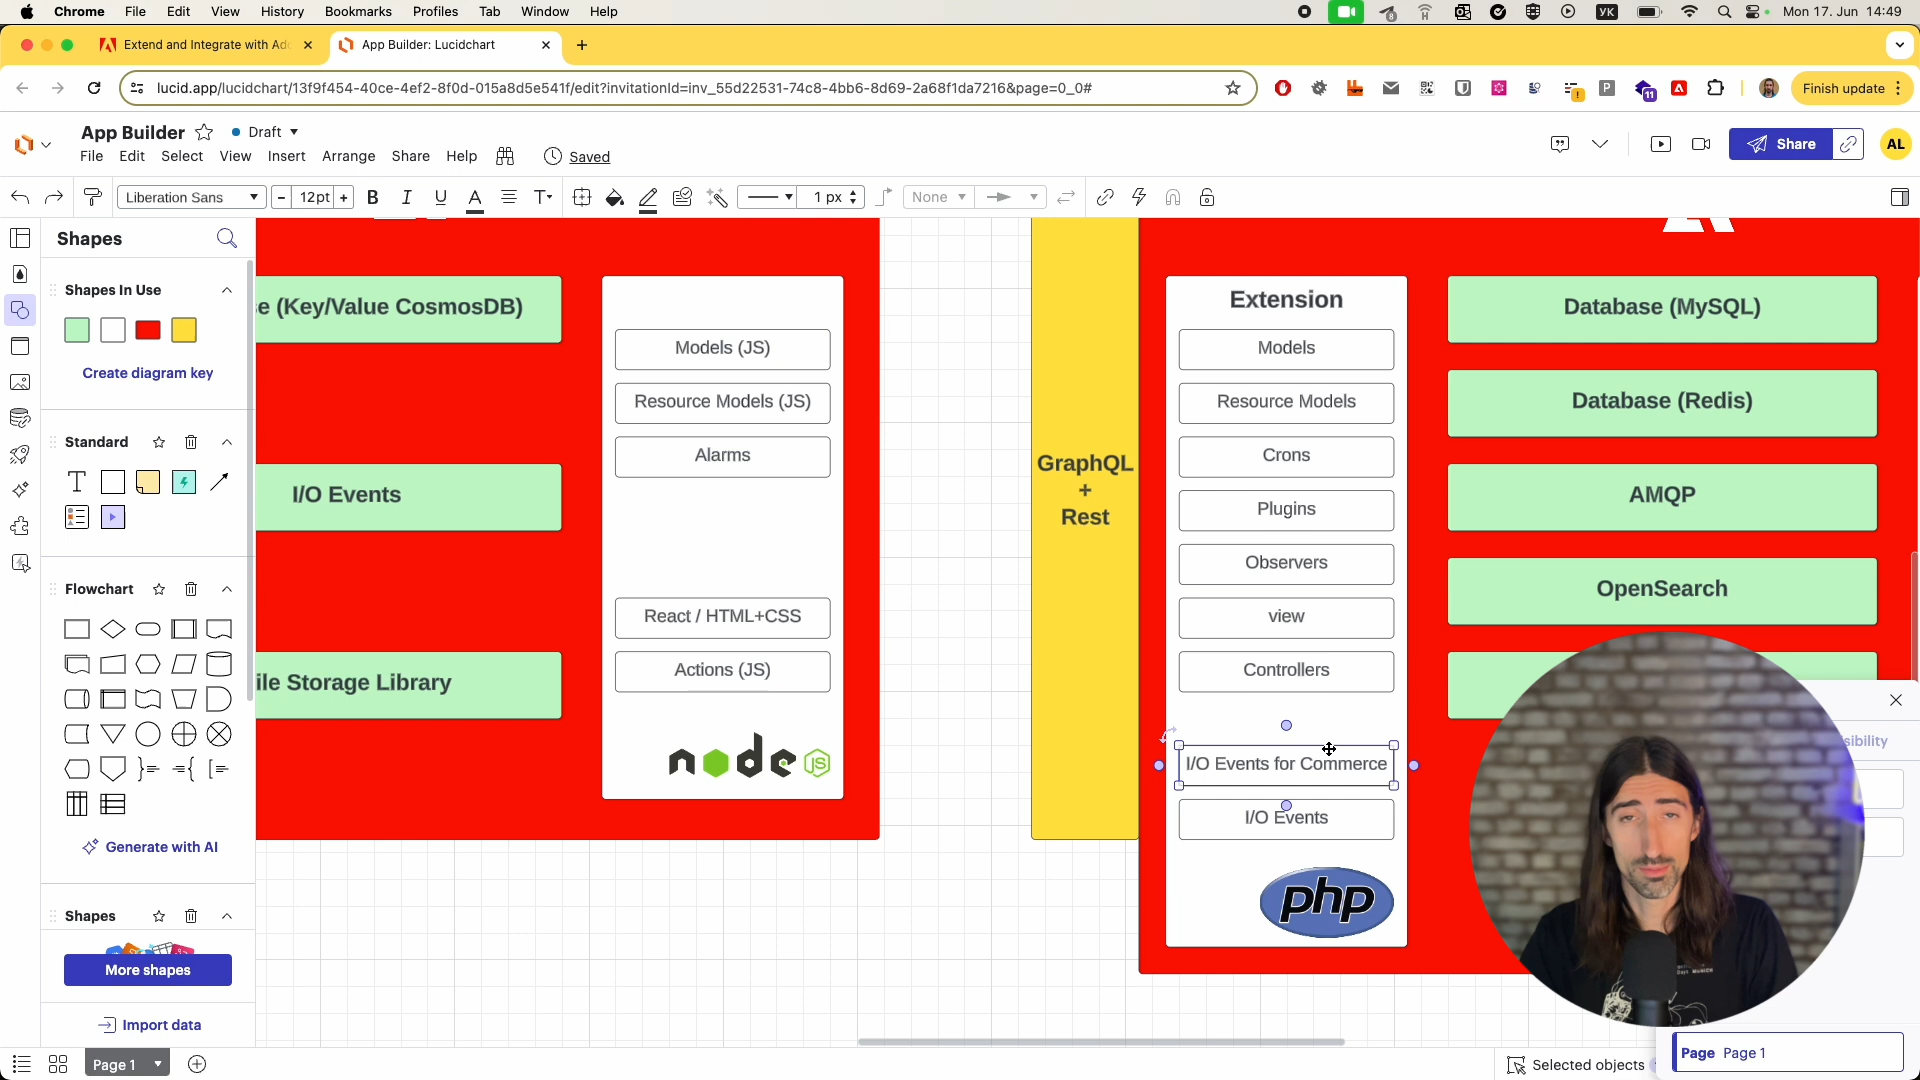 Chrome File Edit View History Bookmarks Profiles Tab Window Help
8
УК
Mon 17. Jun 14:49
Extend and Integrate with Ad
App Builder: Lucidchart
lucid.app/lucidchart/13f9f454-40ce-4ef2-8f0d-015a8d5e541f/edit?invitationId=inv_55d22531-74c8-4bb6-8d69-2a68f1da7216&page=0_0#
11
Finish update
App Builder
Draft
File Edit Select View Insert Arrange Share Help
Saved
Share
AL
Liberation Sans
- 12pt +
B I U A T
1 px
None
Shapes
Shapes In Use
Create diagram key
Standard
T
Flowchart
Generate with AI
Shapes
More shapes
Import data
se (Key/Value CosmosDB)
I/O Events
ile Storage Library
Models (JS)
Resource Models (JS)
Alarms
React / HTML+CSS
Actions (JS)
node
JS
GraphQL
+
Rest
Extension
Models
Resource Models
Crons
Plugins
Observers
view
Controllers
I/O Events for Commerce
I/O Events
php
Database (MySQL)
Database (Redis)
AMQP
OpenSearch
sibility
MUNICH
Page 1
Selected objects
Page Page 1